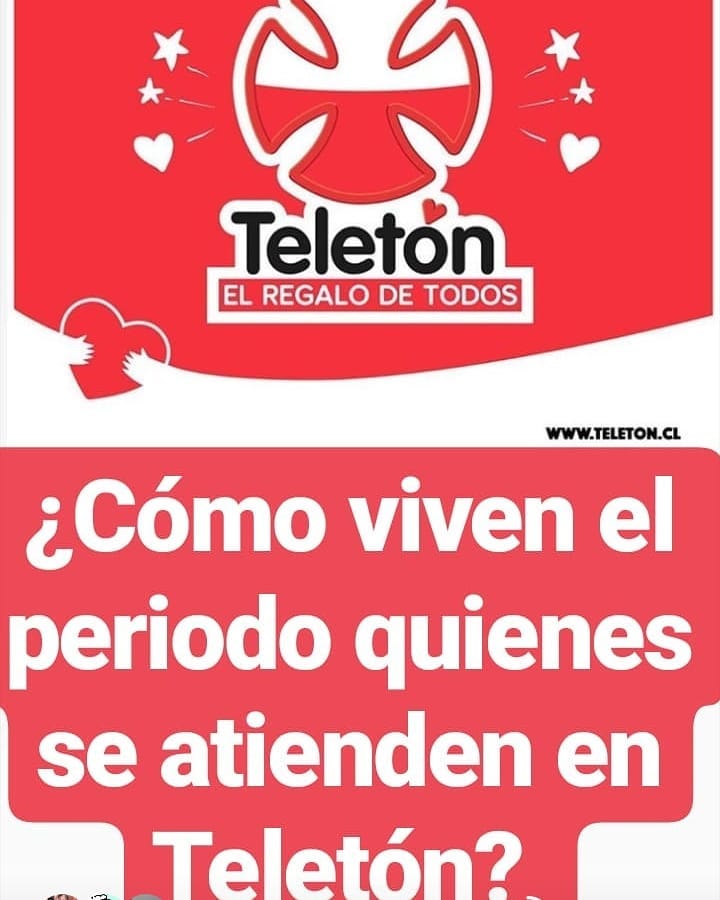 Teletón
EL REGALO DE TODOS
WWW.TELETON.CL
¿Cómo viven el
periodo quienes
se atienden en
Teletón?